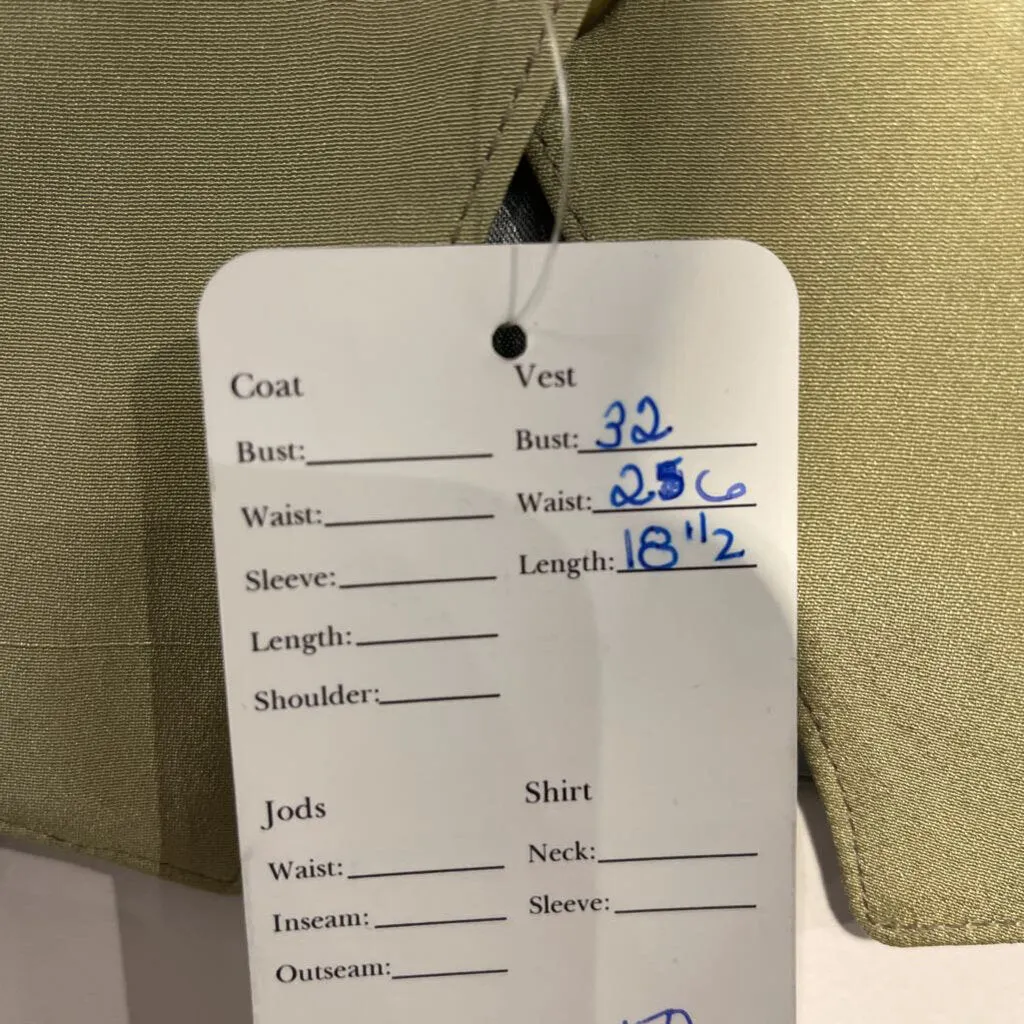 Coat
Bust:
Waist:
Sleeve:
Length:
Shoulder:
Vest
Bust: 32
Waist: 26
Length: 18 1/2
Jods
Waist:
Inseam:
Outseam:
Shirt
Neck:
Sleeve: